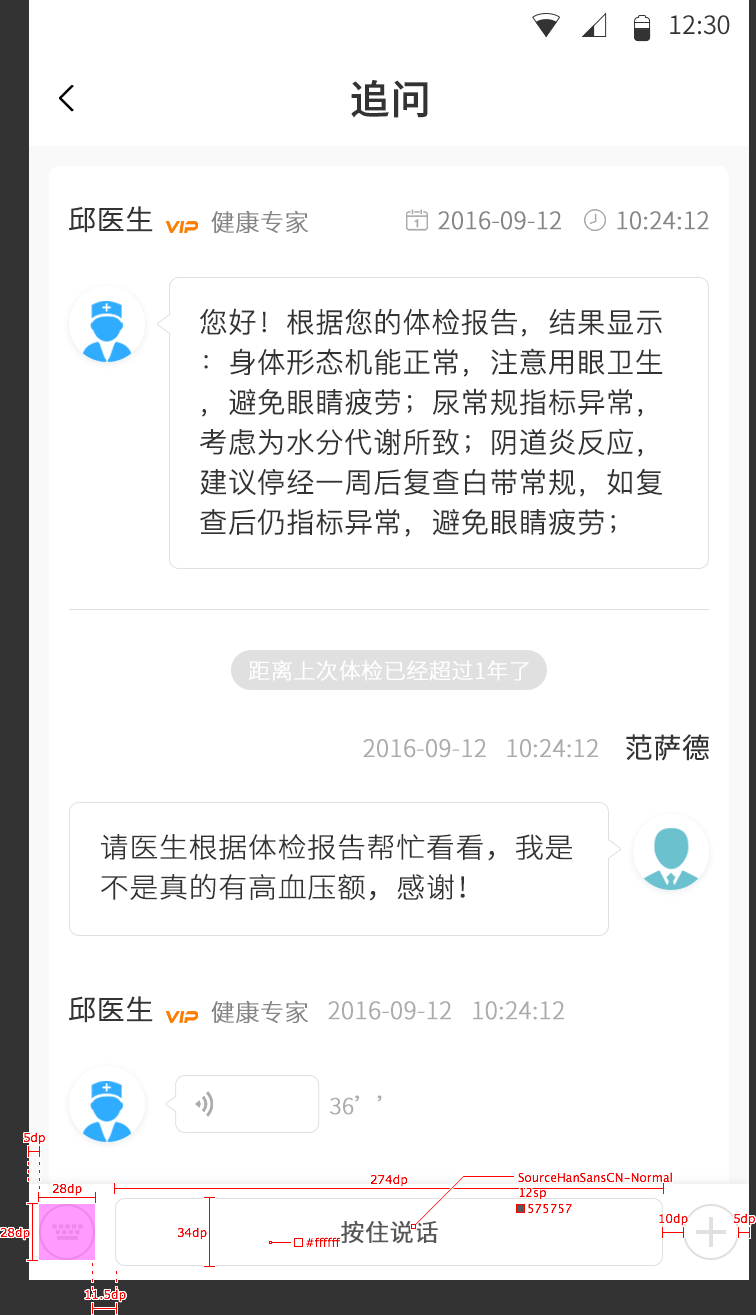 12:30
追问
邱医生 VIP 健康专家 1 2016-09-12 10:24:12
您好！根据您的体检报告，结果显示
：身体形态机能正常，注意用眼卫生
，避免眼睛疲劳；尿常规指标异常，
考虑为水分代谢所致；阴道炎反应，
建议停经一周后复查白带常规，如复
查后仍指标异常，避免眼睛疲劳；
距离上次体检已经超过1年了
2016-09-12 10:24:12 范萨德
请医生根据体检报告帮忙看看，我是
不是真的有高血压额，感谢！
邱医生 VIP 健康专家 2016-09-12 10:24:12
36’’
5dp
274dp
SourceHanSansCN-Normal
28dp
12sp
575757
28dp
34dp
#ffffff
按住说话
10dp
5dp
11.5dp